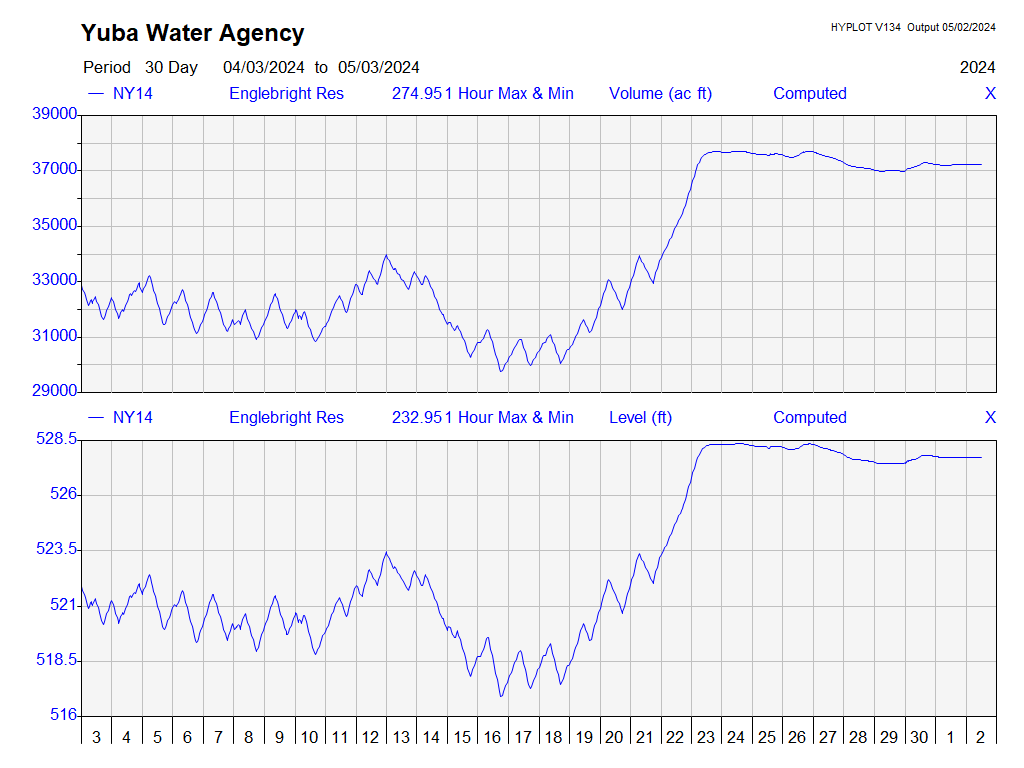 Yuba Water Agency
HYPLOT V134 Output 05/02/2024
Period 30 Day 04/03/2024 to 05/03/2024
2024
NY14 Englebright Res 274.951 Hour Max & Min Volume (ac ft) Computed X
39000
37000
35000
33000
31000
29000
NY14 Englebright Res 232.951 Hour Max & Min Level (ft) Computed X
528.5
526
523.5
521
518.5
516
3 4 5 6 7 8 9 10 11 12 13 14 15 16 17 18 19 20 21 22 23 24 25 26 27 28 29 30 1 2